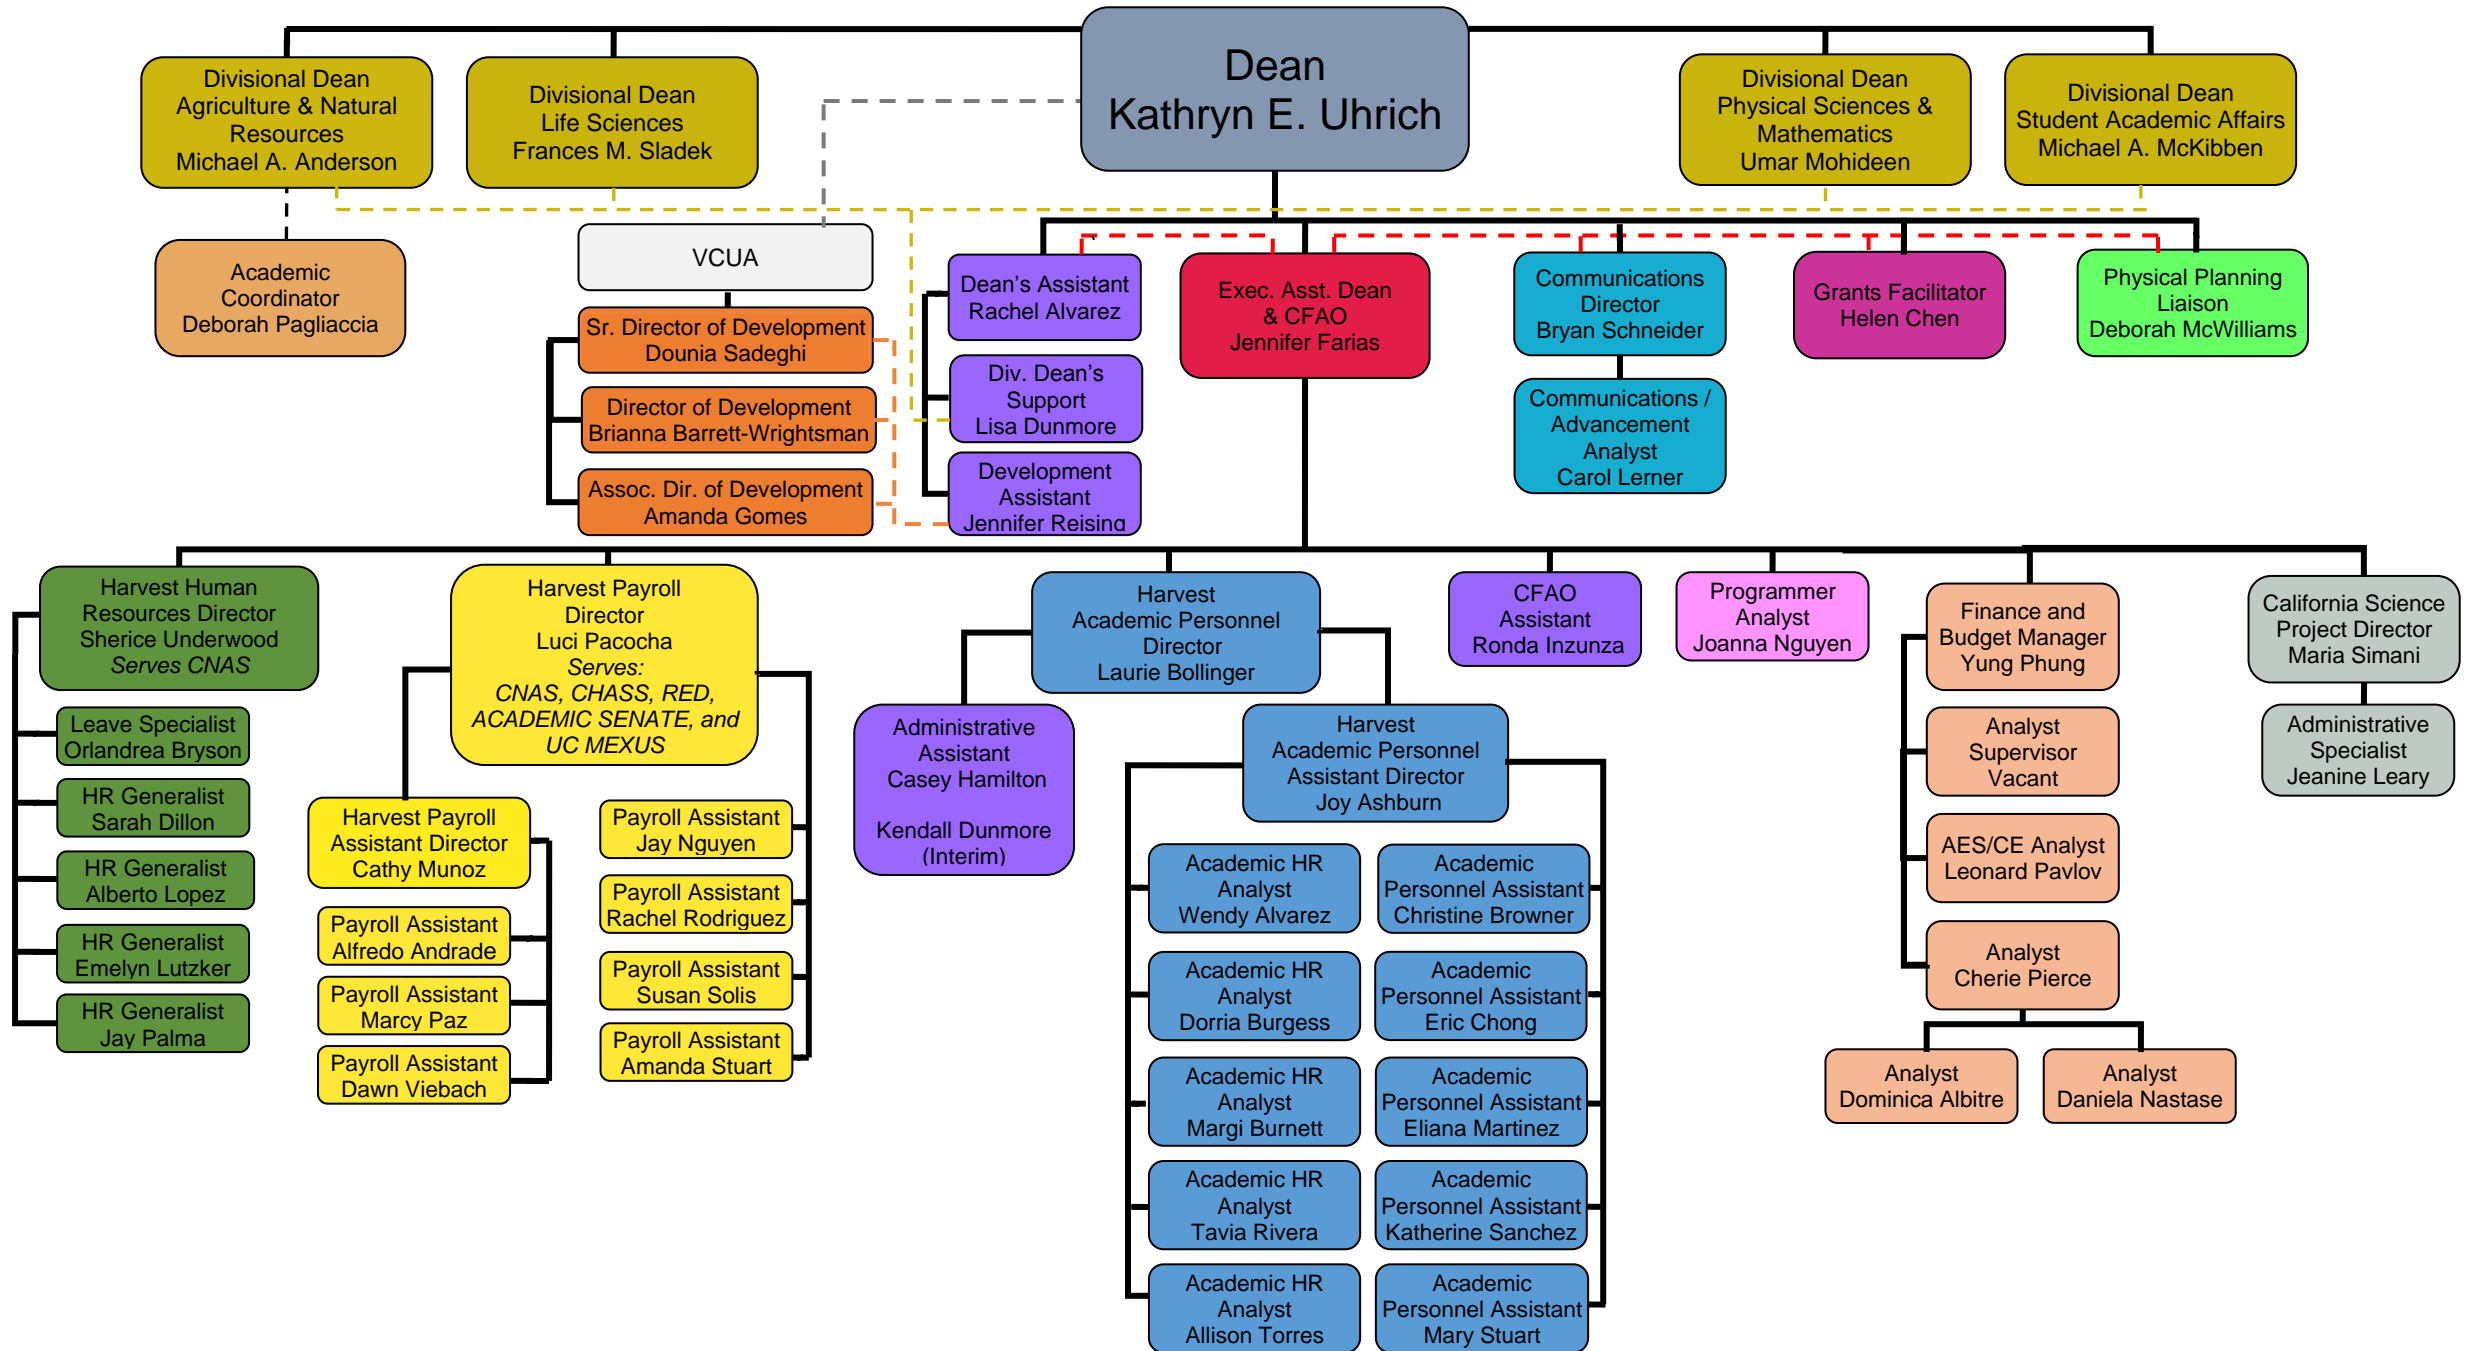 Dean
Kathryn E. Uhrich
Divisional Dean
Agriculture & Natural
Resources
Michael A. Anderson
Divisional Dean
Life Sciences
Frances M. Sladek
Divisional Dean
Physical Sciences &
Mathematics
Umar Mohideen
Divisional Dean
Student Academic Affairs
Michael A. McKibben
Academic
Coordinator
Deborah Pagliaccia
VCUA
Sr. Director of Development
Dounia Sadeghi
Director of Development
Brianna Barrett-Wrightsman
Assoc. Dir. of Development
Amanda Gomes
Dean’s Assistant
Rachel Alvarez
Div. Dean’s
Support
Lisa Dunmore
Development
Assistant
Jennifer Reising
Exec. Asst. Dean
& CFAO
Jennifer Farias
Communications
Director
Bryan Schneider
Communications /
Advancement
Analyst
Carol Lerner
Grants Facilitator
Helen Chen
Physical Planning
Liaison
Deborah McWilliams
Harvest Human
Resources Director
Sherice Underwood
Serves CNAS
Leave Specialist
Orlandrea Bryson
HR Generalist
Sarah Dillon
HR Generalist
Alberto Lopez
HR Generalist
Emelyn Lutzker
HR Generalist
Jay Palma
Harvest Payroll
Director
Luci Pacocha
Serves:
CNAS, CHASS, RED,
ACADEMIC SENATE, and
UC MEXUS
Harvest Payroll
Assistant Director
Cathy Munoz
Payroll Assistant
Alfredo Andrade
Payroll Assistant
Marcy Paz
Payroll Assistant
Dawn Viebach
Payroll Assistant
Jay Nguyen
Payroll Assistant
Rachel Rodriguez
Payroll Assistant
Susan Solis
Payroll Assistant
Amanda Stuart
Harvest
Academic Personnel
Director
Laurie Bollinger
Administrative
Assistant
Casey Hamilton
Kendall Dunmore
(Interim)
Harvest
Academic Personnel
Assistant Director
Joy Ashburn
Academic HR
Analyst
Wendy Alvarez
Academic HR
Analyst
Dorria Burgess
Academic HR
Analyst
Margi Burnett
Academic HR
Analyst
Tavia Rivera
Academic HR
Analyst
Allison Torres
Academic
Personnel Assistant
Christine Browner
Academic
Personnel Assistant
Eric Chong
Academic
Personnel Assistant
Eliana Martinez
Academic
Personnel Assistant
Katherine Sanchez
Academic
Personnel Assistant
Mary Stuart
CFAO
Assistant
Ronda Inzunza
Programmer
Analyst
Joanna Nguyen
Finance and
Budget Manager
Yung Phung
Analyst
Supervisor
Vacant
AES/CE Analyst
Leonard Pavlov
Analyst
Cherie Pierce
Analyst
Dominica Albitre
Analyst
Daniela Nastase
California Science
Project Director
Maria Simani
Administrative
Specialist
Jeanine Leary